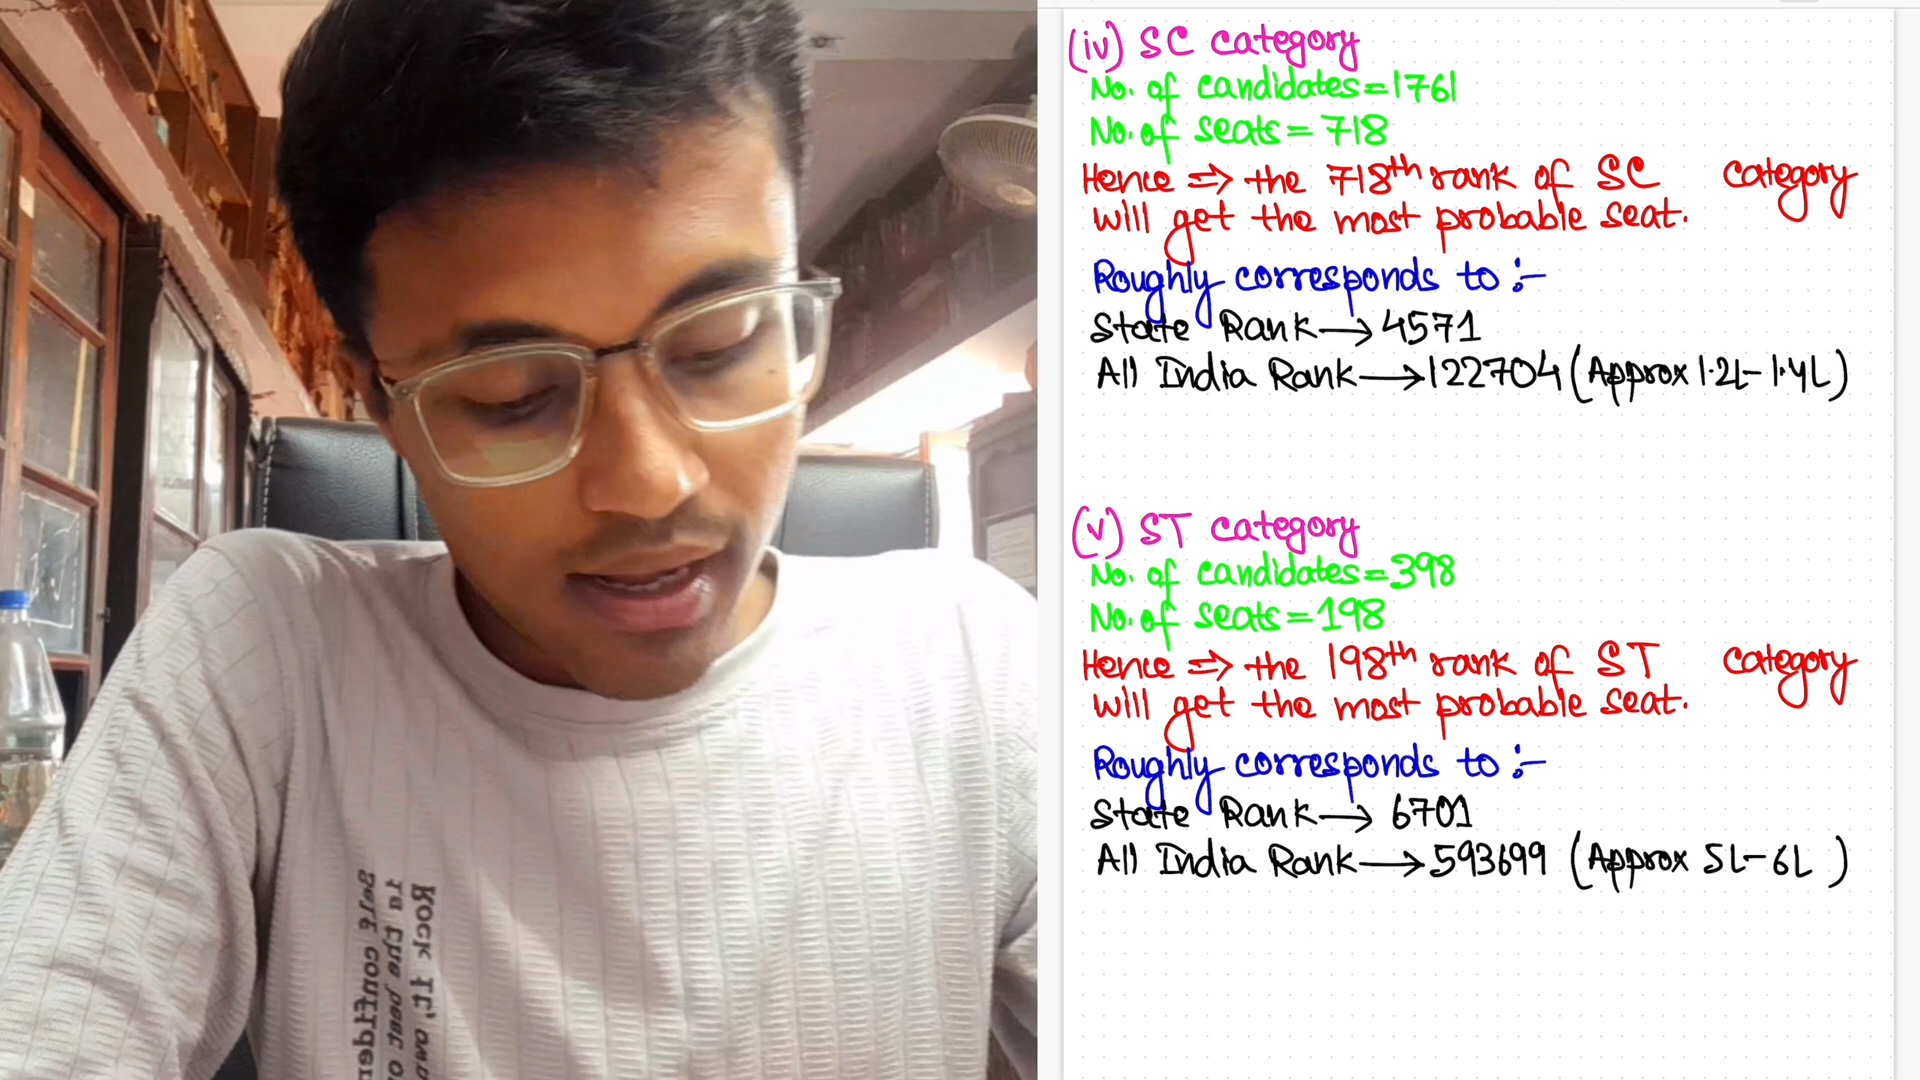 (iv) SC category
No. of candidates=1761
No. of seats = 718
Hence => the 718th rank of SC category
will get the most probable seat.
Roughly corresponds to :-
State Rank → 4571
All India Rank → 122704 (Approx 1.2L-1.4L)
(v) ST category
No. of candidates=398
No. of seats=198
Hence => the 198th rank of ST category
will get the most probable seat.
Roughly corresponds to :-
State Rank → 6701
All India Rank → 593699 (Approx 5L-6L )
Rock It'